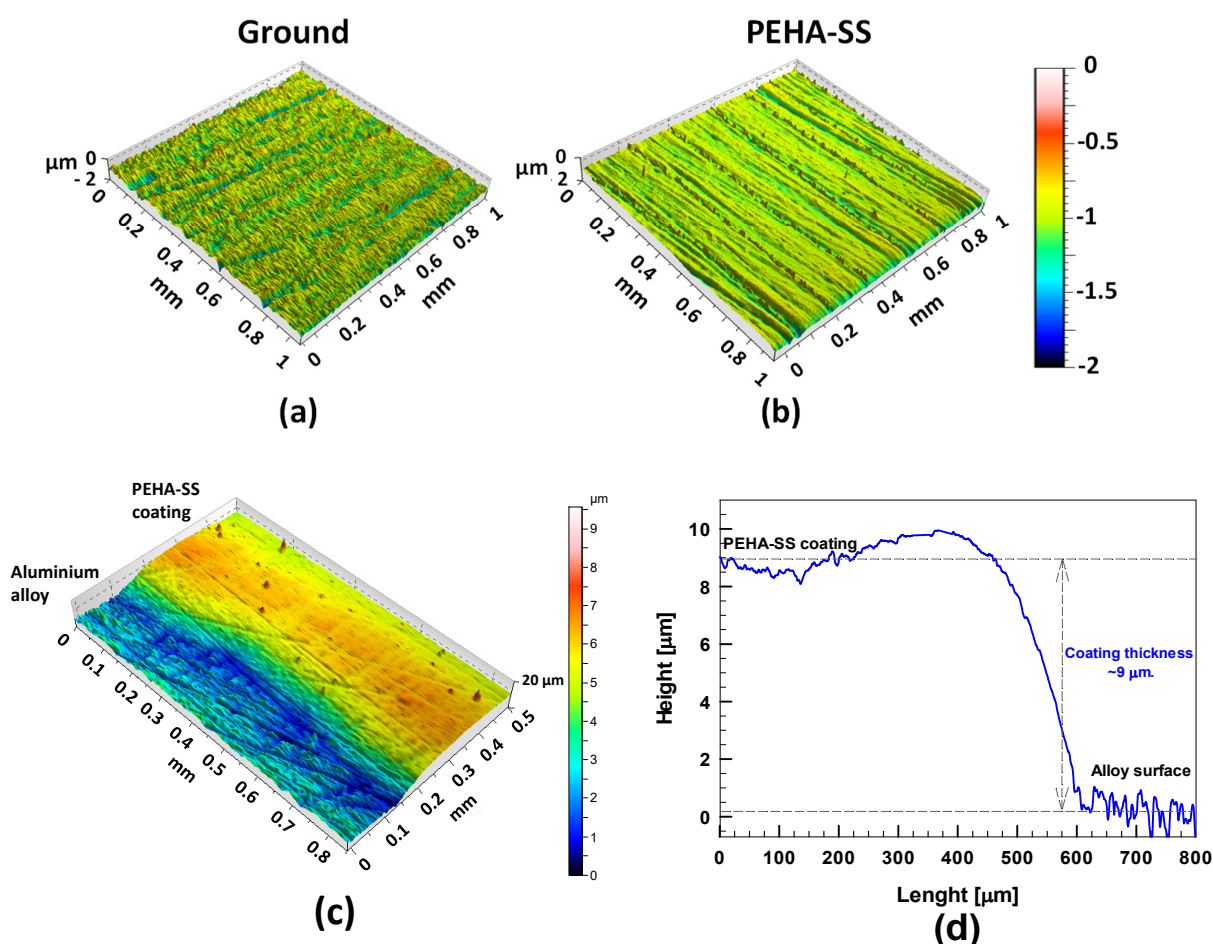 Ground
PEHA-SS
μm
0
- 2
0
0.2
0.4
0.6
0.8
1
mm
0
0.2
0.4
0.6
0.8
1
mm
(a)
μm
0
2
0
0.2
0.4
0.6
0.8
1
mm
0
0.2
0.4
0.6
0.8
1
mm
(b)
0
-0.5
-1
-1.5
-2
PEHA-SS
coating
Aluminium
alloy
0
0.1
0.2
0.3
0.4
0.5
0.6
0.7
0.8
mm
0
0.1
0.2
0.3
0.4
0.5
mm
20 μm
μm
9
8
7
6
5
4
3
2
1
0
(c)
10
8
6
4
2
0
Height [μm]
PEHA-SS coating
Coating thickness
~9 μm.
Alloy surface
0 100 200 300 400 500 600 700 800
Lenght [μm]
(d)